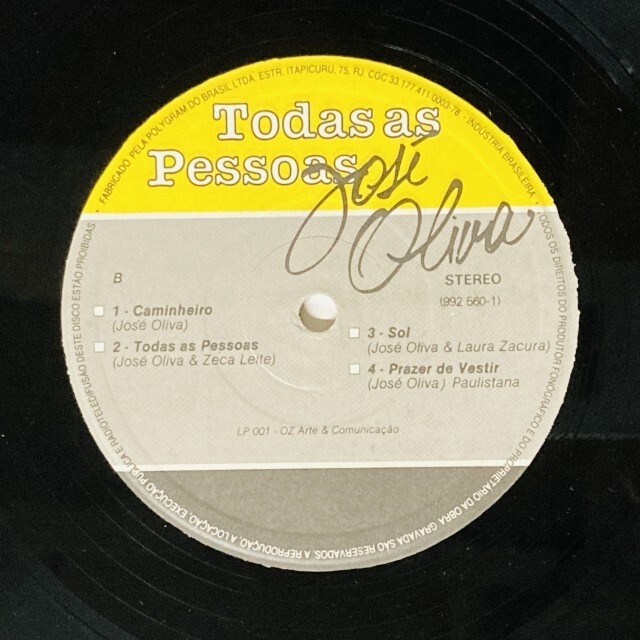 • FABRICADO PELA POLYGRAM DO BRASIL LTDA. ESTR. ITAPICURU, 75, RJ. CGC 33.177.411.0003-78 - INDÚSTRIA BRASILEIRA •
Todas as
Pessoas
José
Oliva
B
STEREO
(992 560-1)
1 - Caminheiro
(José Oliva)
2 - Todas as Pessoas
(José Oliva & Zeca Leite)
3 - Sol
(José Oliva & Laura Zacura)
4 - Prazer de Vestir
(José Oliva) Paulistana
LP 001 - OZ Arte & Comunicação
TODOS OS DIREITOS DO PRODUTOR FONOGRÁFICO E DO PROPRIETÁRIO DA OBRA GRAVADA SÃO RESERVADOS. A REPRODUÇÃO, A LOCAÇÃO, EXECUÇÃO PÚBLICA E RADIOTELEDIFUSÃO DESTE DISCO ESTÃO PROIBIDAS.